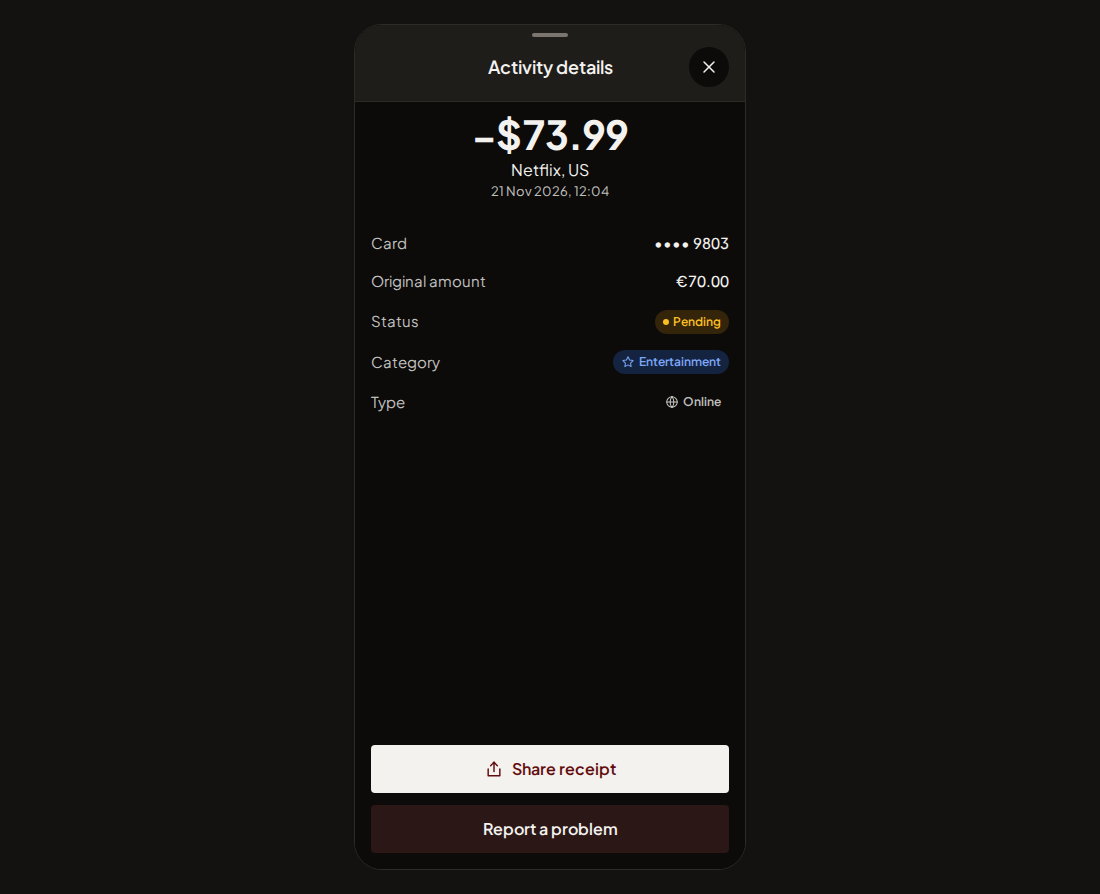 Activity details
–$73.99
Netflix, US
21 Nov 2026, 12:04
Card •••• 9803
Original amount €70.00
Status Pending
Category Entertainment
Type Online
Share receipt
Report a problem